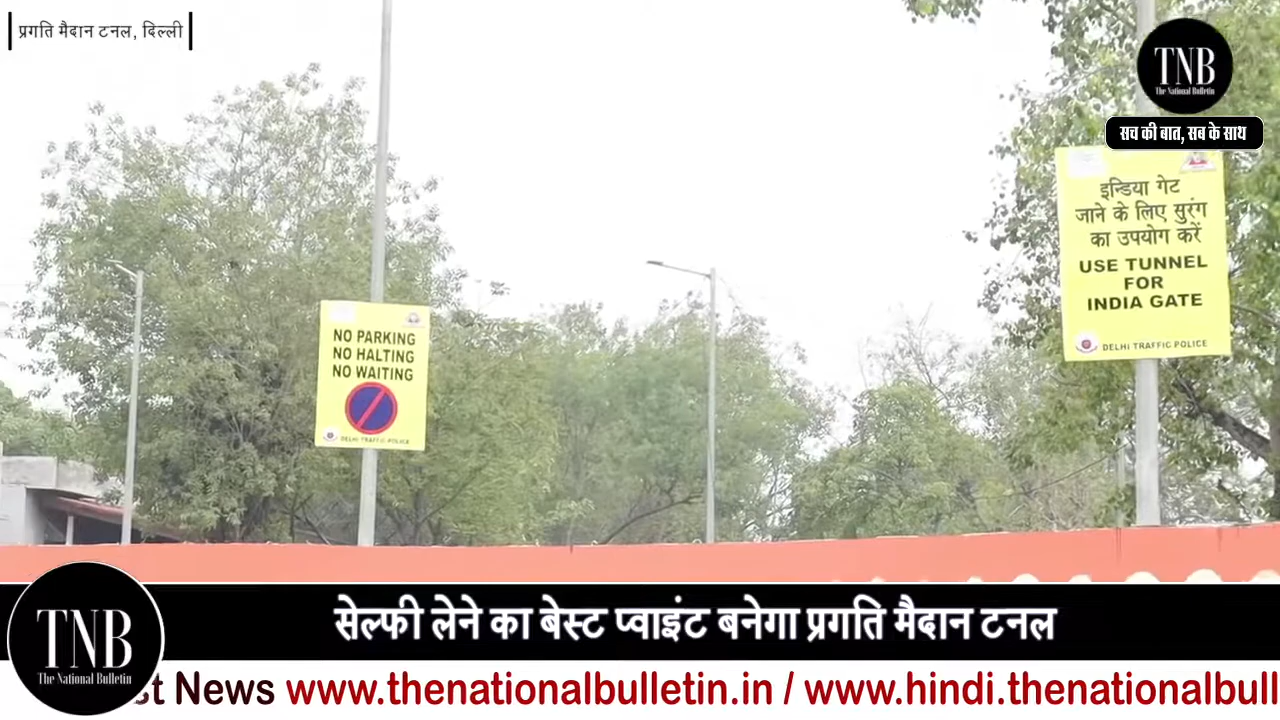 प्रगति मैदान टनल, दिल्ली
TNB
The National Bulletin
सच की बात, सब के साथ
इन्डिया गेट
जाने के लिए सुरंग
का उपयोग करें
USE TUNNEL
FOR
INDIA GATE
DELHI TRAFFIC POLICE
NO PARKING
NO HALTING
NO WAITING
DELHI TRAFFIC POLICE
सेल्फी लेने का बेस्ट प्वाइंट बनेगा प्रगति मैदान टनल
TNB
The National Bulletin
st News www.thenationalbulletin.in / www.hindi.thenationalbull